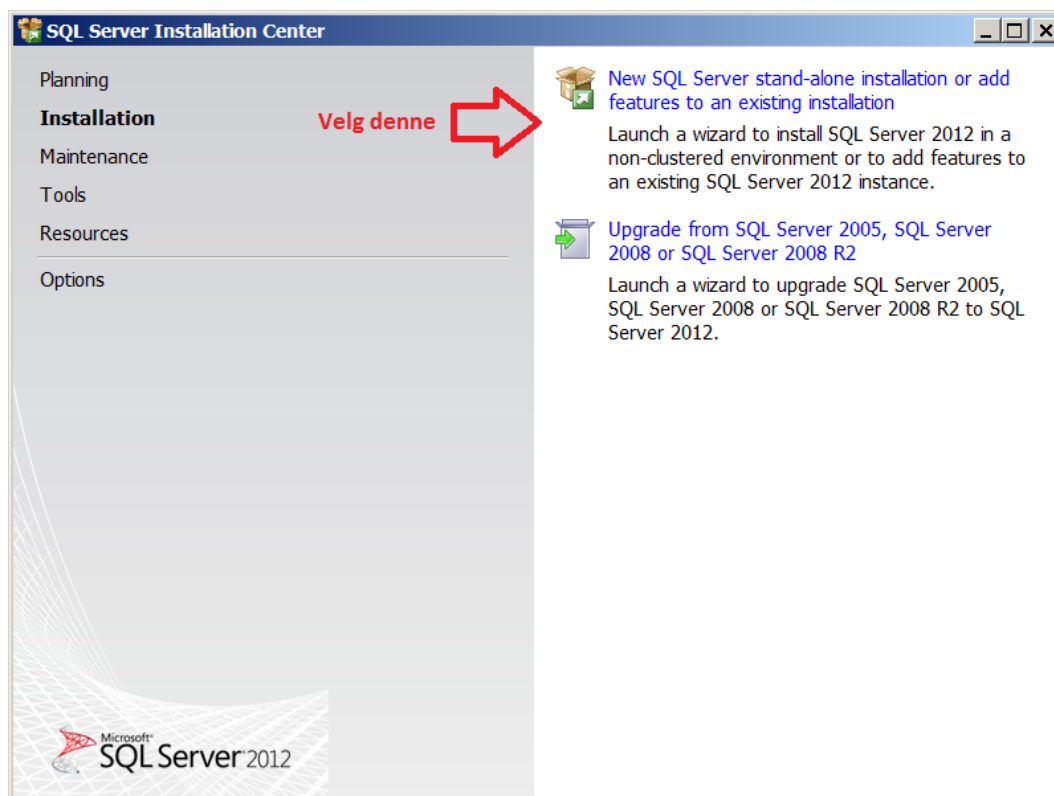 SQL Server Installation Center
Planning
Installation
Maintenance
Tools
Resources
Options
Velg denne
New SQL Server stand-alone installation or add
features to an existing installation
Launch a wizard to install SQL Server 2012 in a
non-clustered environment or to add features to
an existing SQL Server 2012 instance.
Upgrade from SQL Server 2005, SQL Server
2008 or SQL Server 2008 R2
Launch a wizard to upgrade SQL Server 2005,
SQL Server 2008 or SQL Server 2008 R2 to SQL
Server 2012.
Microsoft®
SQL Server 2012